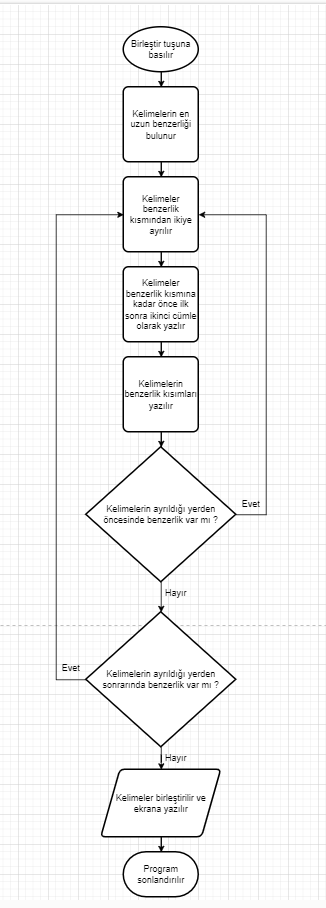 Birleştir tuşuna
basılır
Kelimelerin en
uzun benzerliği
bulunur
Kelimeler
benzerlik
kısmından ikiye
ayrılır
Kelimeler
benzerlik kısmına
kadar önce ilk
sonra ikinci cümle
olarak yazlır
Kelimelerin
benzerlik kısımları
yazılır
Kelimelerin ayrıldığı yerden
öncesinde benzerlik var mı ?
Evet
Hayır
Kelimelerin ayrıldığı yerden
sonrarında benzerlik var mı ?
Evet
Hayır
Kelimeler birleştirilir ve
ekrana yazılır
Program
sonlandırılır